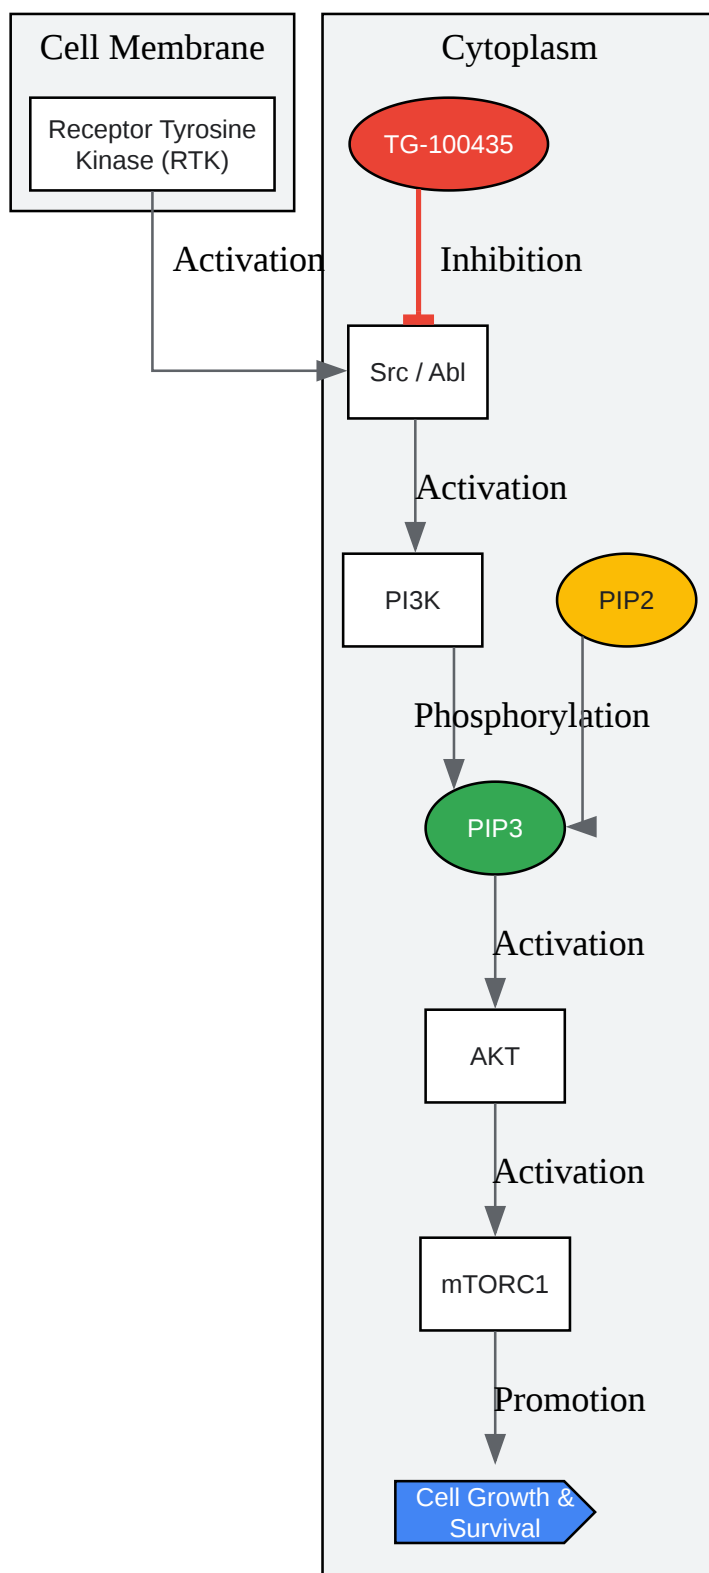 Cell Membrane
Cytoplasm
Receptor Tyrosine
Kinase (RTK)
TG-100435
Activation
Inhibition
Src / Abl
Activation
PI3K
PIP2
Phosphorylation
PIP3
Activation
AKT
Activation
mTORC1
Promotion
Cell Growth &
Survival